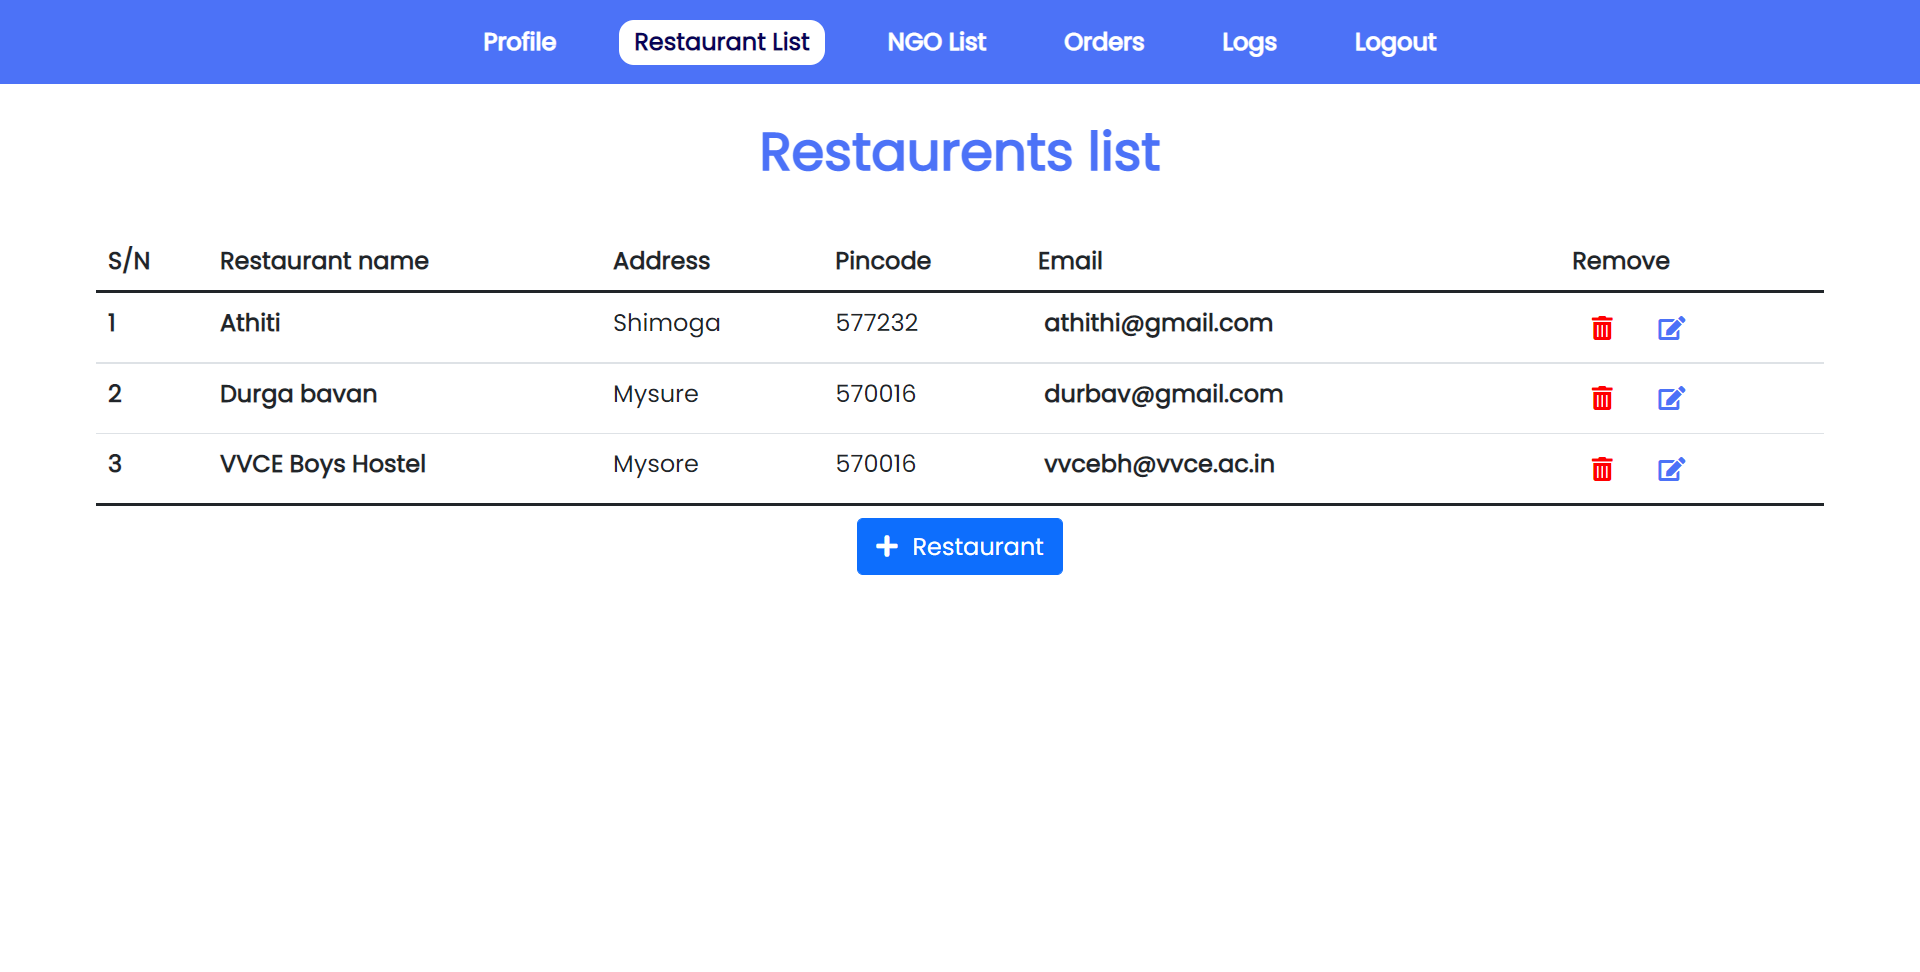 Profile Restaurant List NGO List Orders Logs Logout
Restaurents list
S/N Restaurant name Address Pincode Email Remove
1 Athiti Shimoga 577232 athithi@gmail.com
2 Durga bavan Mysure 570016 durbav@gmail.com
3 VVCE Boys Hostel Mysore 570016 vvcebh@vvce.ac.in
+ Restaurant